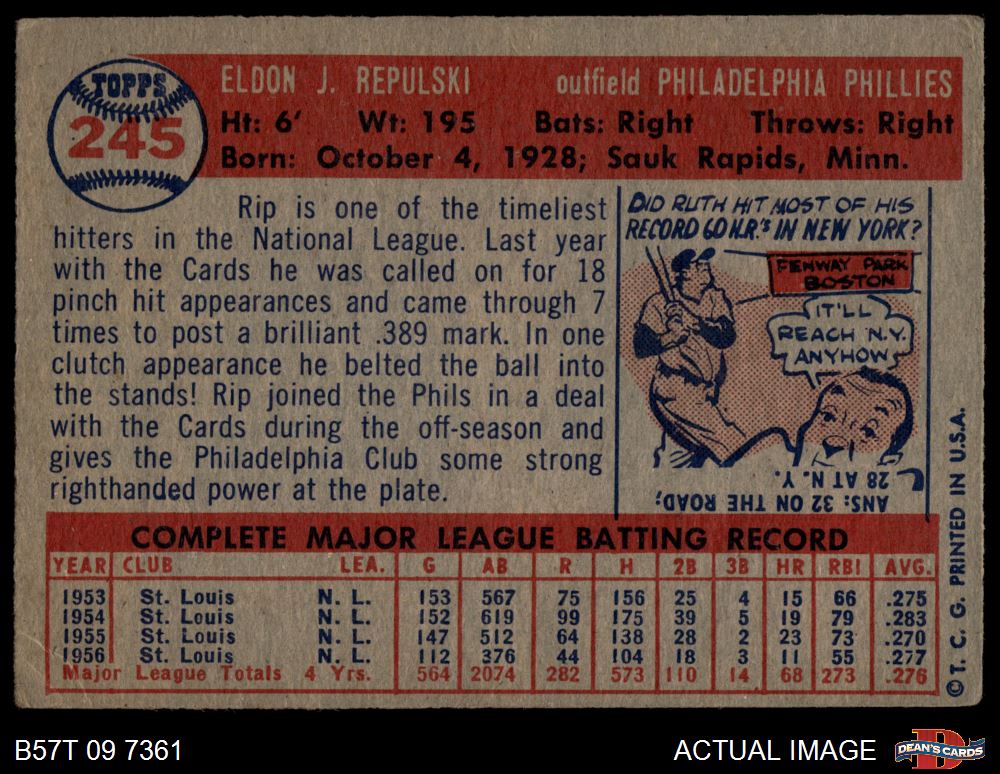 TOPPS
245
ELDON J. REPULSKI outfield PHILADELPHIA PHILLIES
Ht: 6' Wt: 195 Bats: Right Throws: Right
Born: October 4, 1928; Sauk Rapids, Minn.
Rip is one of the timeliest
hitters in the National League. Last year
with the Cards he was called on for 18
pinch hit appearances and came through 7
times to post a brilliant .389 mark. In one
clutch appearance he belted the ball into
the stands! Rip joined the Phils in a deal
with the Cards during the off-season and
gives the Philadelphia Club some strong
righthanded power at the plate.
DID RUTH HIT MOST OF HIS
RECORD 60 H.R.'S IN NEW YORK?
FENWAY PARK
BOSTON
IT'LL
REACH N.Y.
ANYHOW
ANS: 32 ON THE ROAD;
28 AT N.Y.
COMPLETE MAJOR LEAGUE BATTING RECORD
YEAR CLUB LEA. G AB R H 2B 3B HR RBI AVG.
1953 St. Louis N. L. 153 567 75 156 25 4 15 66 .275
1954 St. Louis N. L. 152 619 99 175 39 5 19 79 .283
1955 St. Louis N. L. 147 512 64 138 28 2 23 73 .270
1956 St. Louis N. L. 112 376 44 104 18 3 11 55 .277
Major League Totals 4 Yrs. 564 2074 282 573 110 14 68 273 .276
© T. C. G. PRINTED IN U.S.A.
B57T 09 7361 ACTUAL IMAGE DEAN'S CARDS